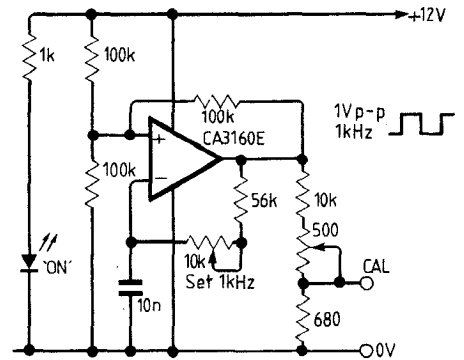 +12V
1k
100k
100k
100k
CA3160E
+
−
1Vp-p
1kHz
56k
10k
500
10k
Set 1kHz
CAL
'ON'
10n
680
0V